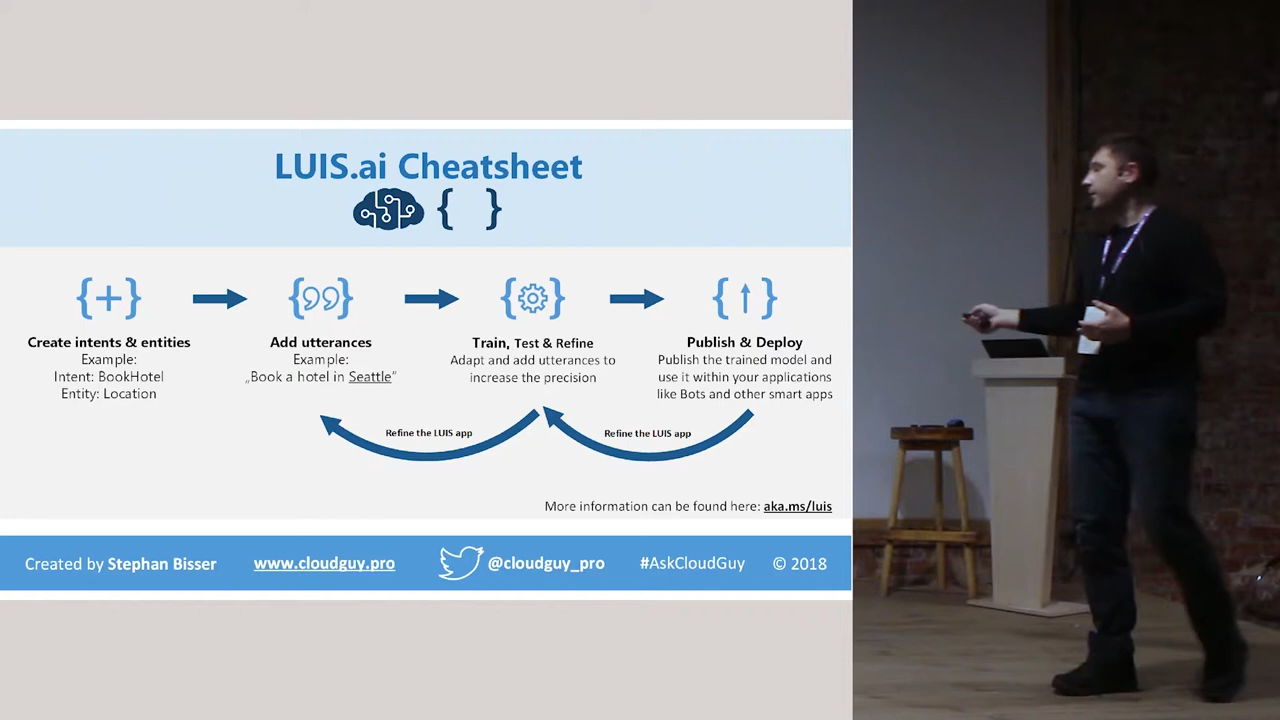 LUIS.ai Cheatsheet
{ }
{+}
{ }
{ }
{ }
Create intents & entities
Example:
Intent: BookHotel
Entity: Location
Add utterances
Example:
„Book a hotel in Seattle“
Train, Test & Refine
Adapt and add utterances to
increase the precision
Publish & Deploy
Publish the trained model and
use it within your applications
like Bots and other smart apps
Refine the LUIS app
Refine the LUIS app
More information can be found here: aka.ms/luis
Created by Stephan Bisser
www.cloudguy.pro
@cloudguy_pro
#AskCloudGuy
© 2018